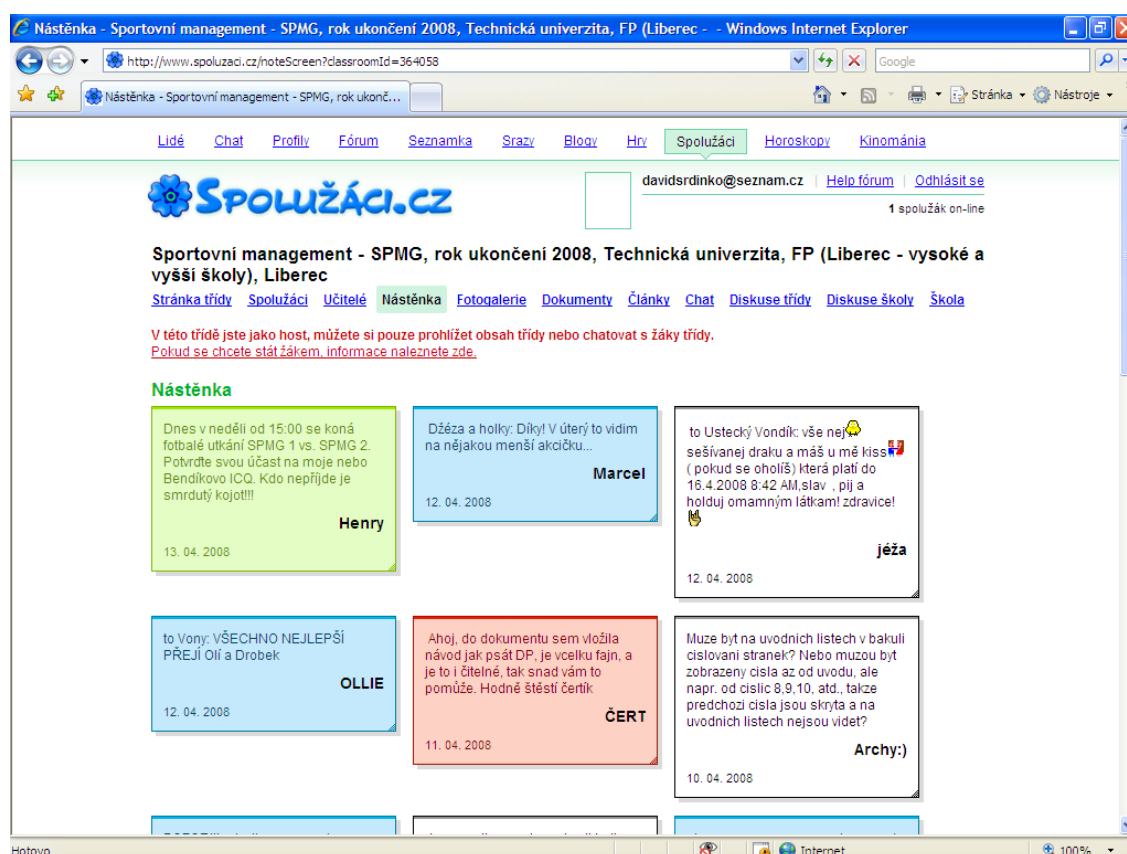 Nástěnka - Sportovní management - SPMG, rok ukončení 2008, Technická univerzita, FP (Liberec - - Windows Internet Explorer
http://www.spoluzaci.cz/noteScreen?classroomId=364058
Google
Nástěnka - Sportovní management - SPMG, rok ukonč...
Stránka
Nástroje
Lidé Chat Profily Fórum Seznamka Srazy Blogy Hry Spolužáci Horoskopy Kinománia
Spolužáci.cz
davidsrdinko@seznam.cz | Help fórum | Odhlásit se
1 spolužák on-line
Sportovní management - SPMG, rok ukončení 2008, Technická univerzita, FP (Liberec - vysoké a
vyšší školy), Liberec
Stránka třídy Spolužáci Učitelé Nástěnka Fotogalerie Dokumenty Články Chat Diskuse třídy Diskuse školy Škola
V této třídě jste jako host, můžete si pouze prohlížet obsah třídy nebo chatovat s žáky třídy.
Pokud se chcete stát žákem, informace naleznete zde.
Nástěnka
Dnes v neděli od 15:00 se koná
fotbalé utkání SPMG 1 vs. SPMG 2.
Potvrďte svou účast na moje nebo
Bendíkovo ICQ. Kdo nepříjde je
smrdutý kojot!!!
Henry
13. 04. 2008
Džéza a holky: Díky! V úterý to vidim
na nějakou menší akcičku...
Marcel
12. 04. 2008
to Ustecký Vondík: vše nej
sešívanej draku a máš u mě kiss
( pokud se oholíš) která platí do
16.4.2008 8:42 AM,slav , pij a
holduj omamným látkam! zdravice!
jéža
12. 04. 2008
to Vony: VŠECHNO NEJLEPŠÍ
PŘEJÍ Olí a Drobek
OLLIE
12. 04. 2008
Ahoj, do dokumentu sem vložila
návod jak psát DP, je vcelku fajn, a
je to i čitelné, tak snad vám to
pomůže. Hodně štěstí čertík
ČERT
11. 04. 2008
Muze byt na uvodnich listech v bakuli
cislovani stranek? Nebo muzou byt
zobrazeny cisla az od uvodu, ale
napr. od cislic 8,9,10, atd., takze
predchozi cisla jsou skryta a na
uvodnich listech nejsou videt?
Archy:)
10. 04. 2008
Hotovo
Internet
100%